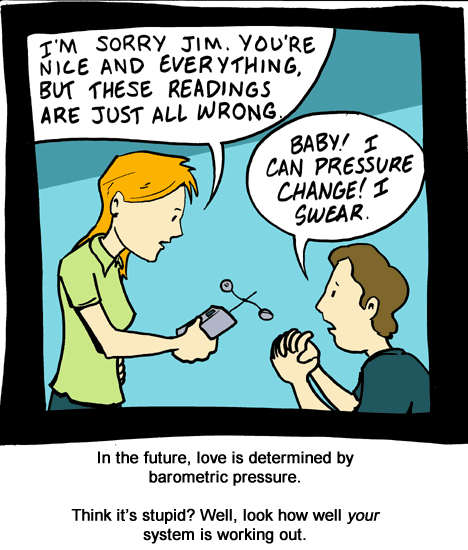 I'M SORRY JIM. YOU'RE
NICE AND EVERYTHING,
BUT THESE READINGS
ARE JUST ALL WRONG.
BABY! I
CAN PRESSURE
CHANGE! I
SWEAR.
In the future, love is determined by
barometric pressure.
Think it's stupid? Well, look how well your
system is working out.